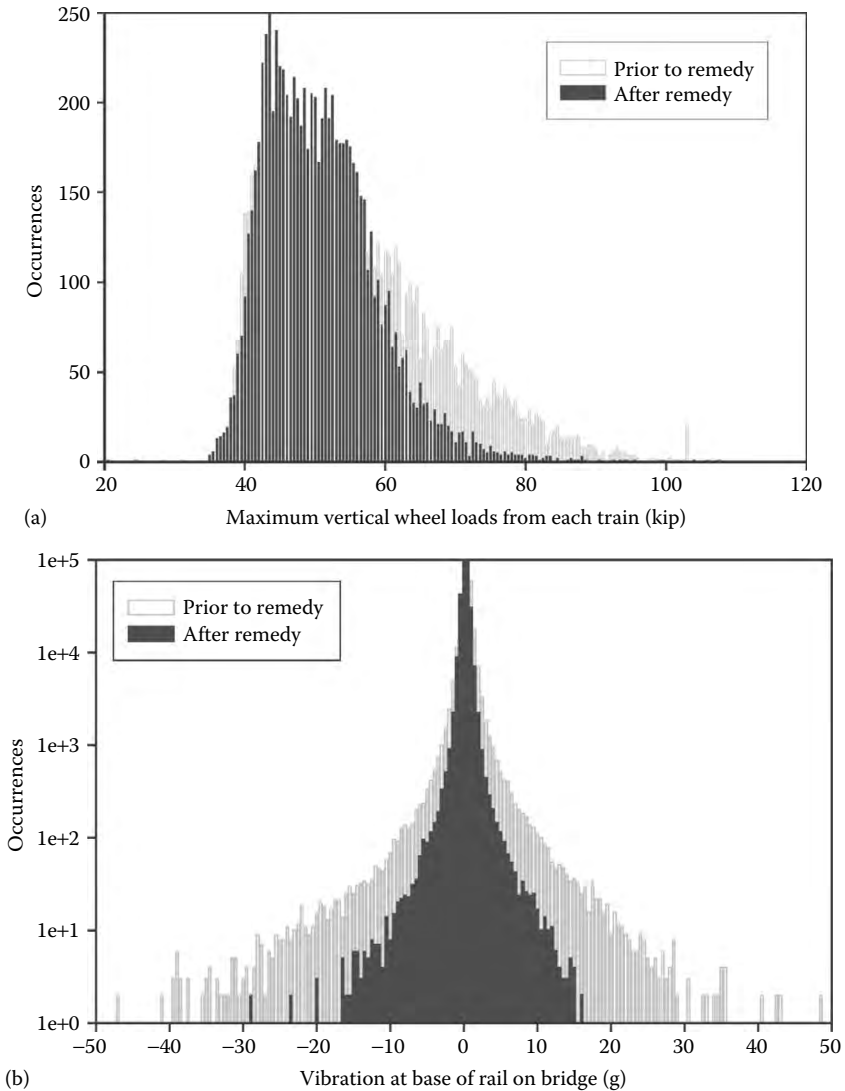 250
200
150
100
50
0
Occurrences
Prior to remedy
After remedy
20 40 60 80 100 120
(a) Maximum vertical wheel loads from each train (kip)
1e+5
1e+4
1e+3
1e+2
1e+1
1e+0
Occurrences
Prior to remedy
After remedy
−50 −40 −30 −20 −10 0 10 20 30 40 50
(b) Vibration at base of rail on bridge (g)